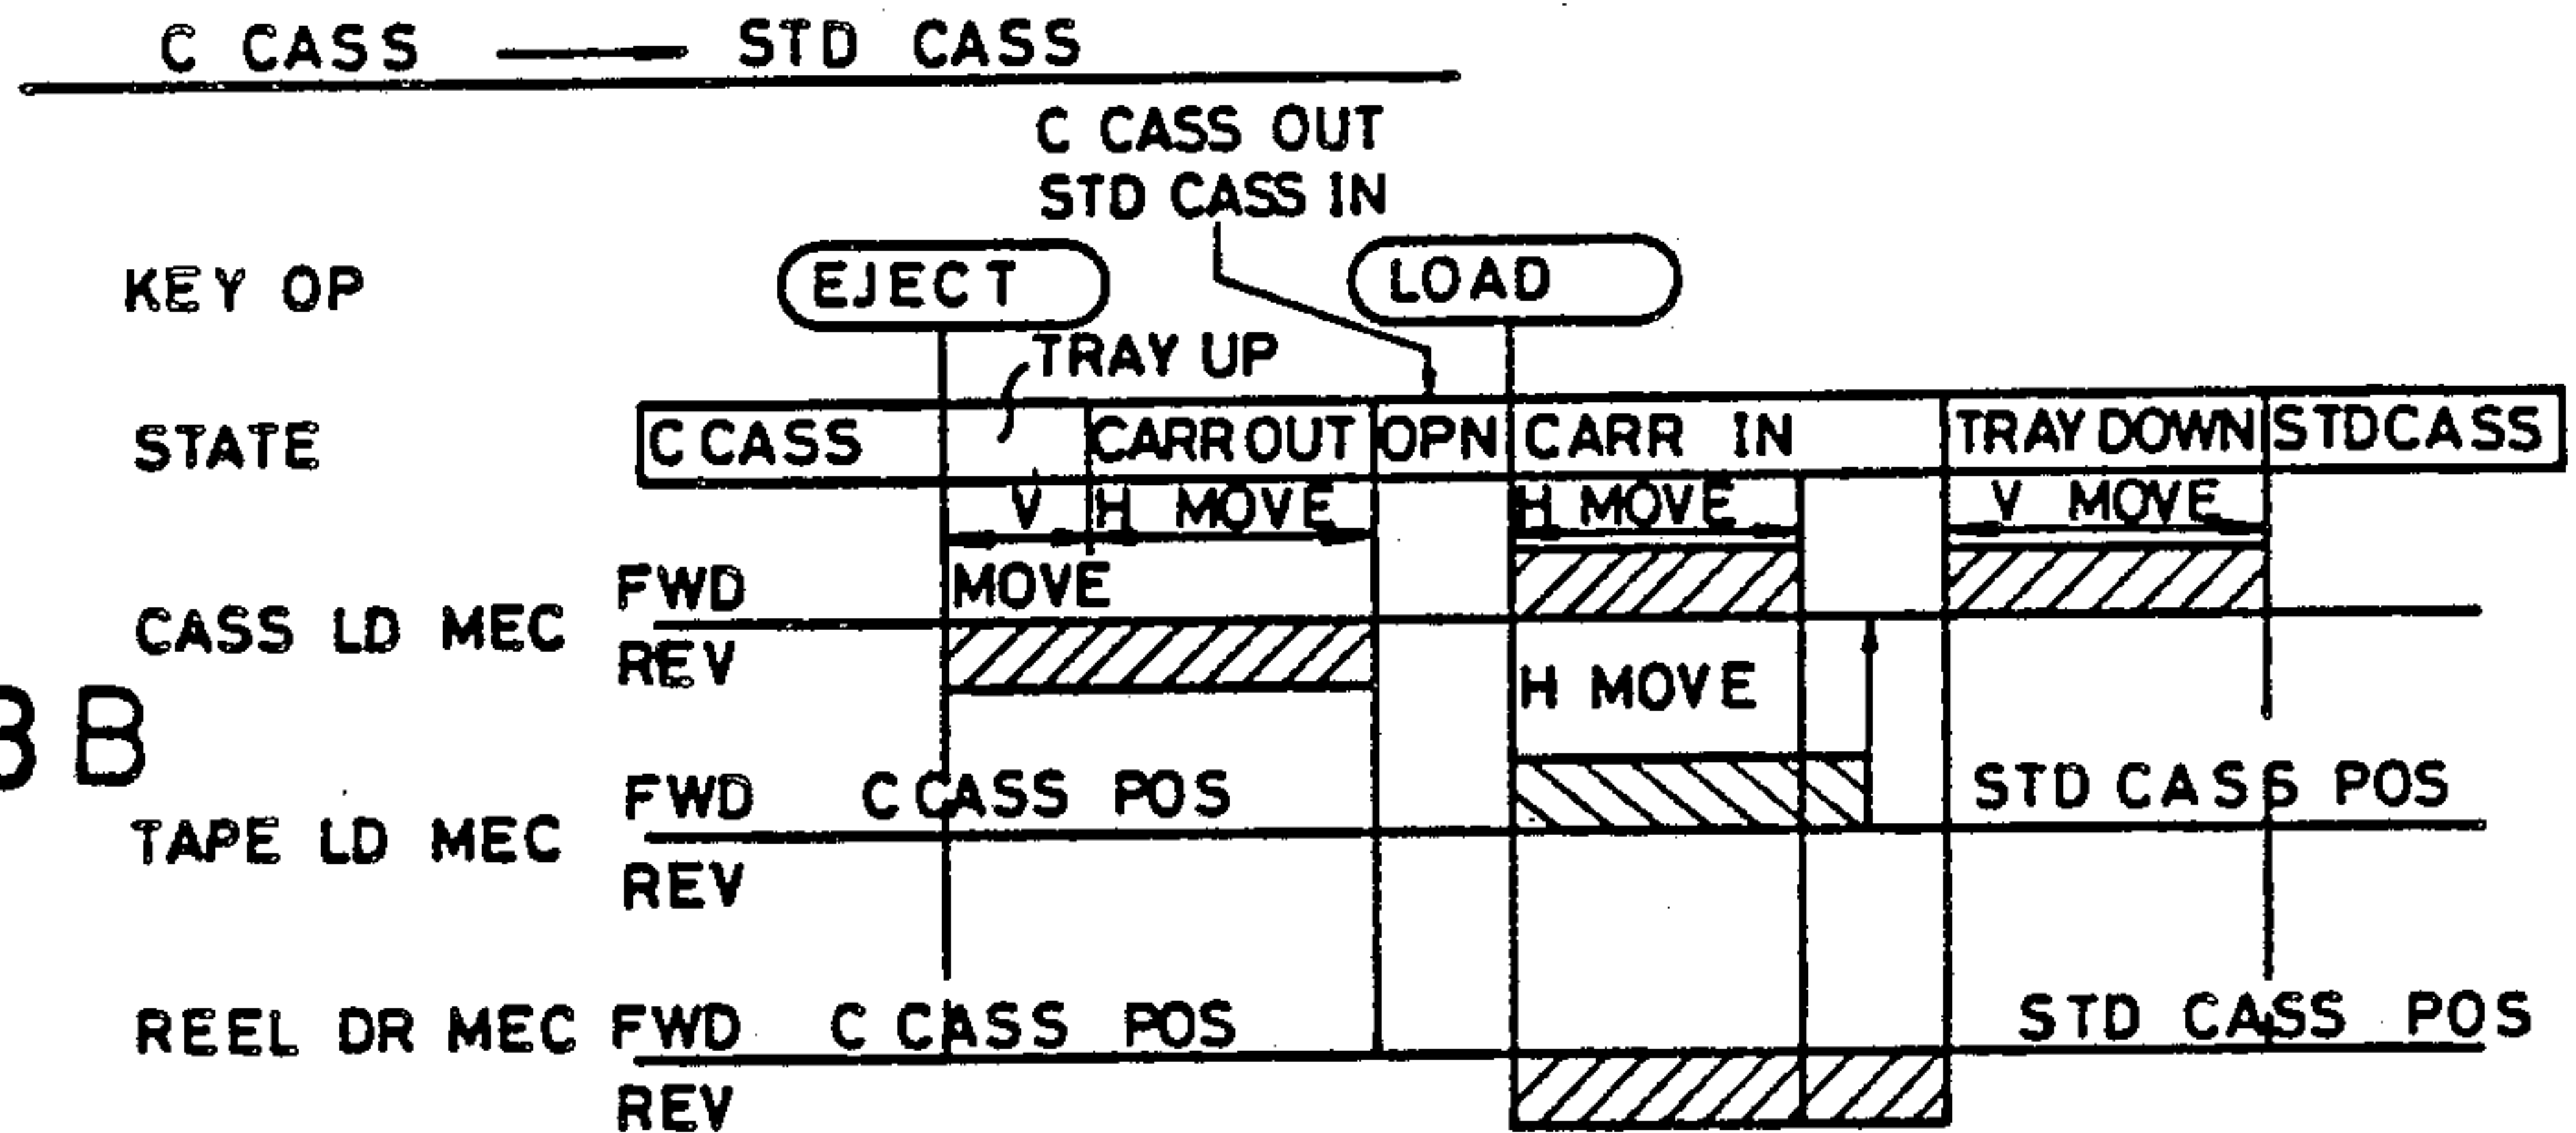 C CASS STD CASS
C CASS OUT
STD CASS IN
KEY OP EJECT LOAD
TRAY UP
STATE C CASS CARR OUT OPN CARR IN TRAY DOWN STD CASS
V H MOVE H MOVE V MOVE
CASS LD MEC FWD MOVE
REV
H MOVE
B
TAPE LD MEC FWD C CASS POS STD CASS POS
REV
REEL DR MEC FWD C CASS POS STD CASS POS
REV